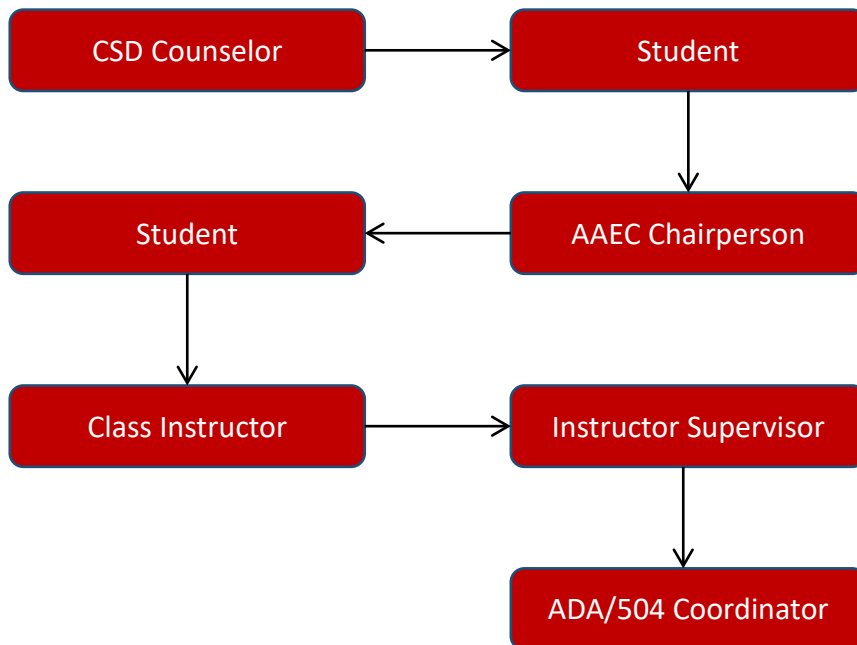 CSD Counselor
Student
Student
AAEC Chairperson
Class Instructor
Instructor Supervisor
ADA/504 Coordinator